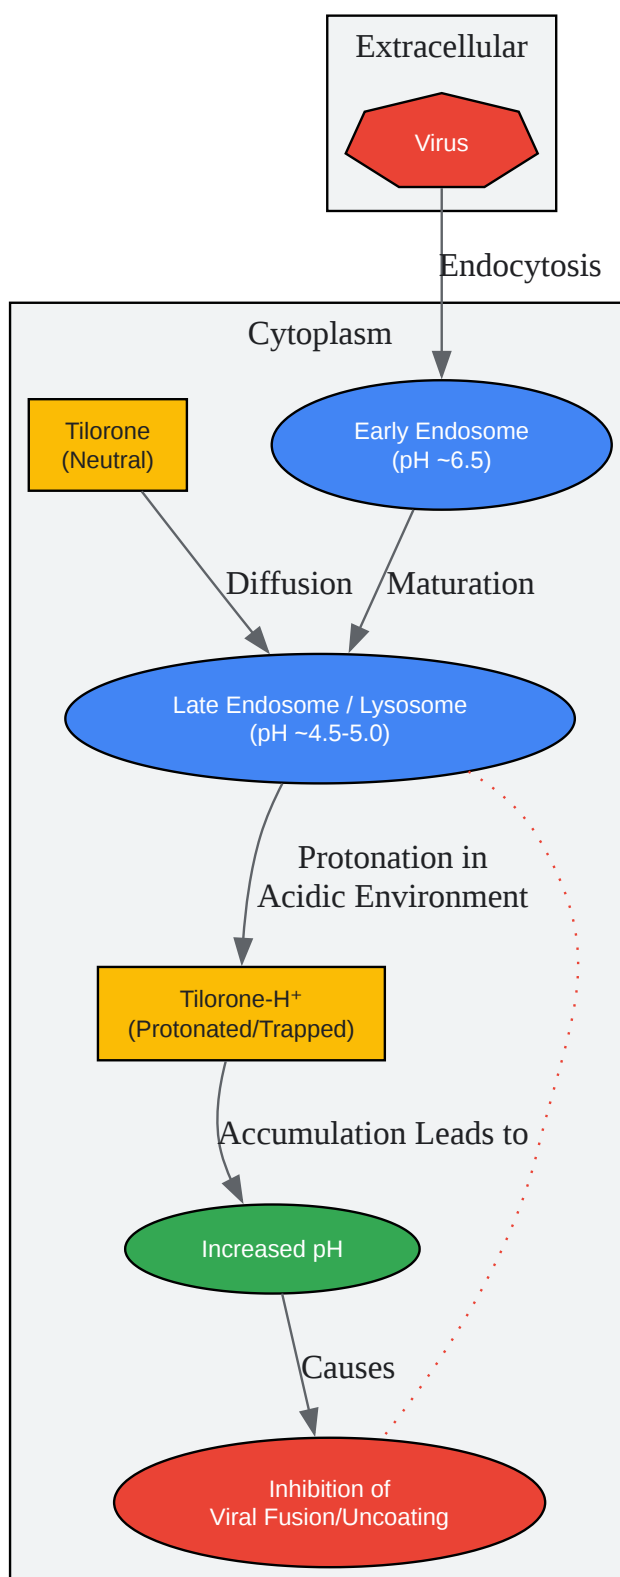 Extracellular
Virus
Endocytosis
Cytoplasm
Tilorone
(Neutral)
Early Endosome
(pH ~6.5)
Diffusion
Maturation
Late Endosome / Lysosome
(pH ~4.5-5.0)
Protonation in
Acidic Environment
Tilorone-H⁺
(Protonated/Trapped)
Accumulation Leads to
Increased pH
Causes
Inhibition of
Viral Fusion/Uncoating